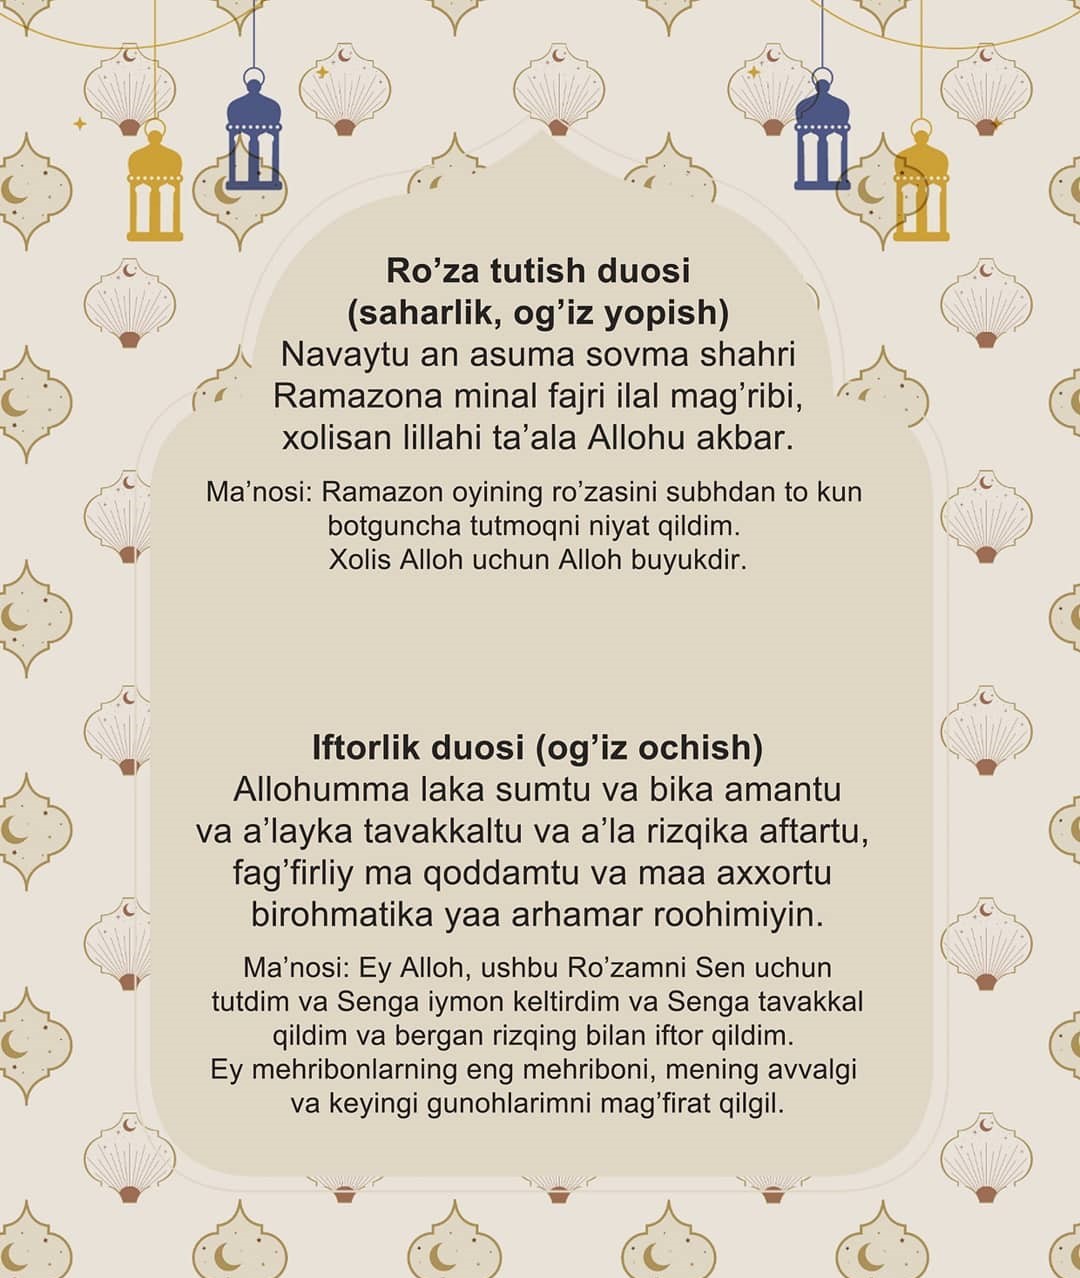 Ro’za tutish duosi
(saharlik, og’iz yopish)
Navaytu an asuma sovma shahri
Ramazona minal fajri ilal mag’ribi,
xolisan lillahi ta’ala Allohu akbar.
Ma’nosi: Ramazon oyining ro’zasini subhdan to kun
botguncha tutmoqni niyat qildim.
Xolis Alloh uchun Alloh buyukdir.
Iftorlik duosi (og’iz ochish)
Allohumma laka sumtu va bika amantu
va a’layka tavakkaltu va a’la rizqika aftartu,
fag’firliy ma qoddamtu va maa axxortu
birohmatika yaa arhamar roohimiyin.
Ma’nosi: Ey Alloh, ushbu Ro’zamni Sen uchun
tutdim va Senga iymon keltirdim va Senga tavakkal
qildim va bergan rizqing bilan iftor qildim.
Ey mehribonlarning eng mehriboni, mening avvalgi
va keyingi gunohlarimni mag’firat qilgil.